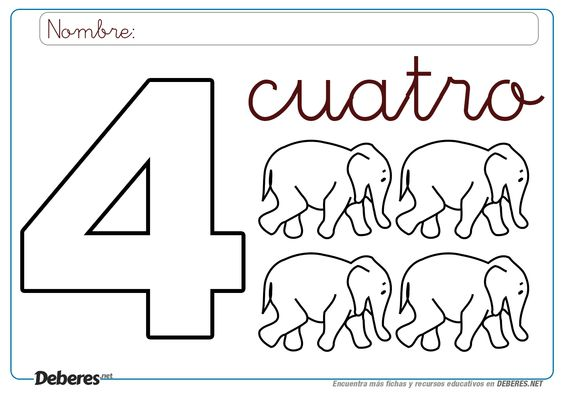 Nombre:
4
cuatro
Deberes.net
Encuentra más fichas y recursos educativos en DEBERES.NET